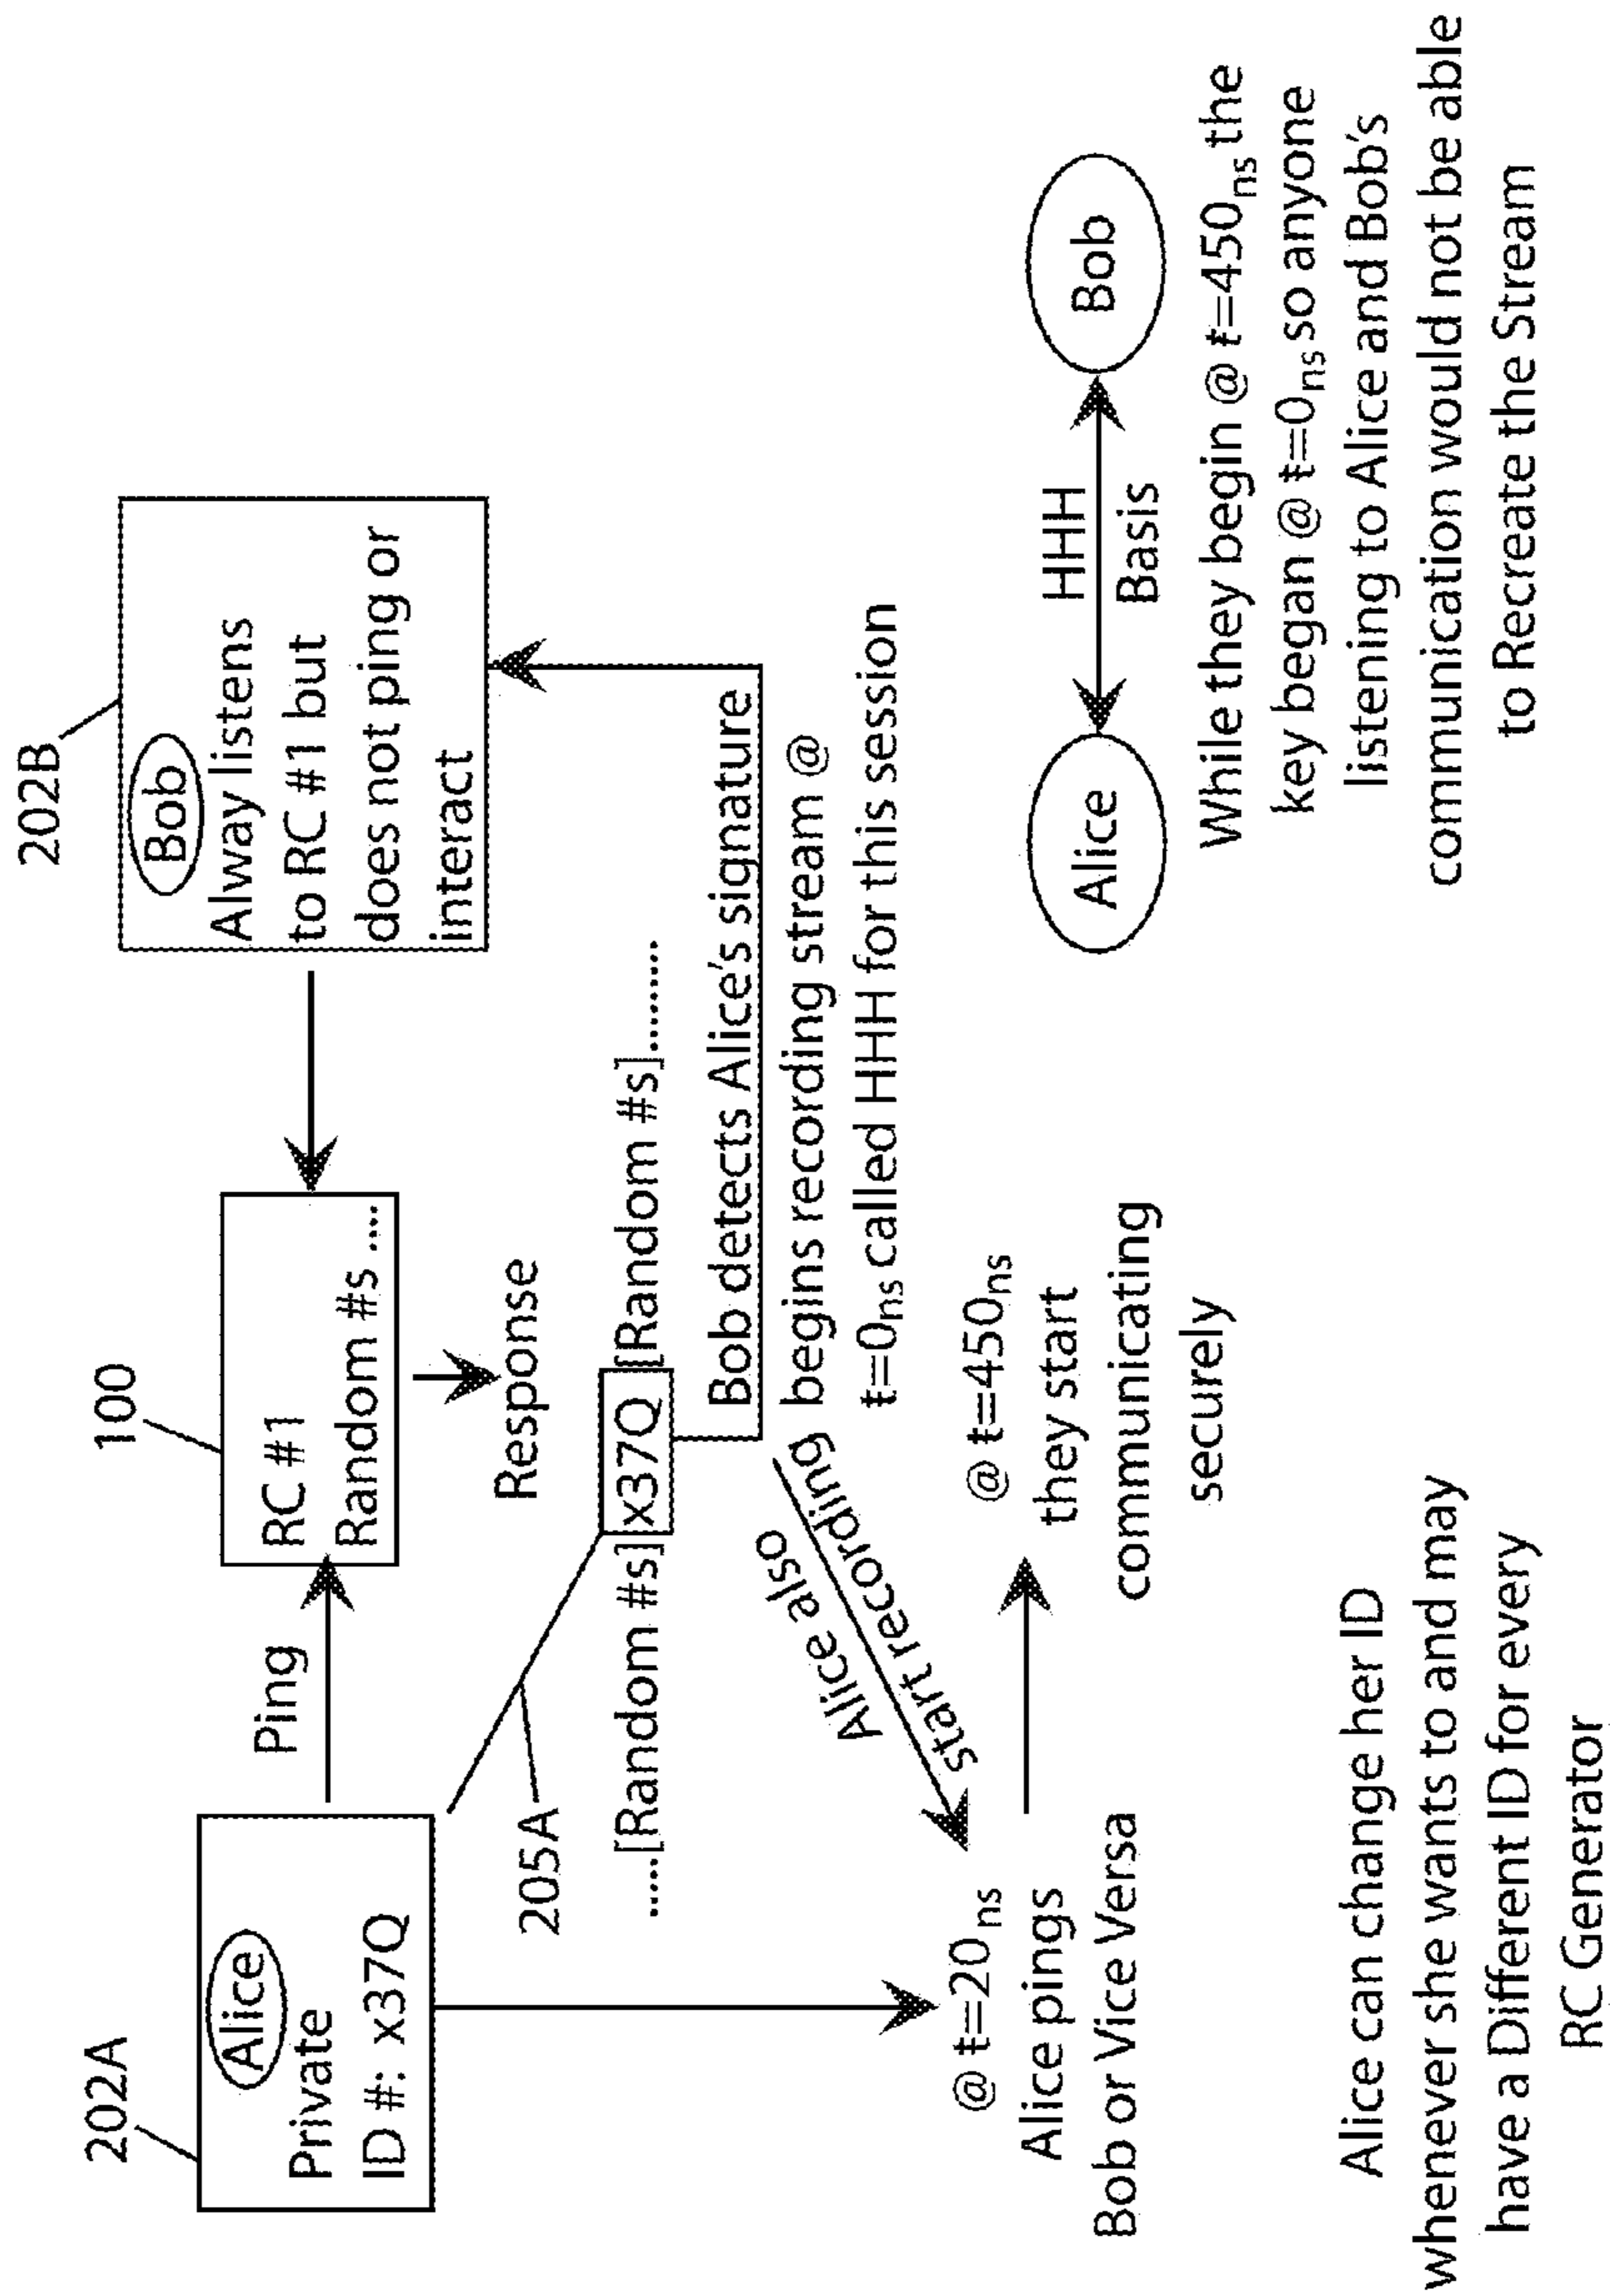 202A
Alice
Private
ID #: x37Q
Ping
100
RC #1
Random #s ....
Response
202B
Bob
Alway listens
to RC #1 but
does not ping or
interact
205A
.....[Random #s] x37Q [Random #s].........
Bob detects Alice's signature
begins recording stream @
t=0ns called HHH for this session
Alice also
start recording
@ t=20ns
Alice pings
Bob or Vice Versa
@ t=450ns
they start
communicating
securely
Alice can change her ID
whenever she wants to and may
have a Different ID for every
RC Generator
Alice
HHH
Basis
Bob
While they begin @ t=450ns the
key began @ t=0ns so anyone
listening to Alice and Bob's
communication would not be able
to Recreate the Stream